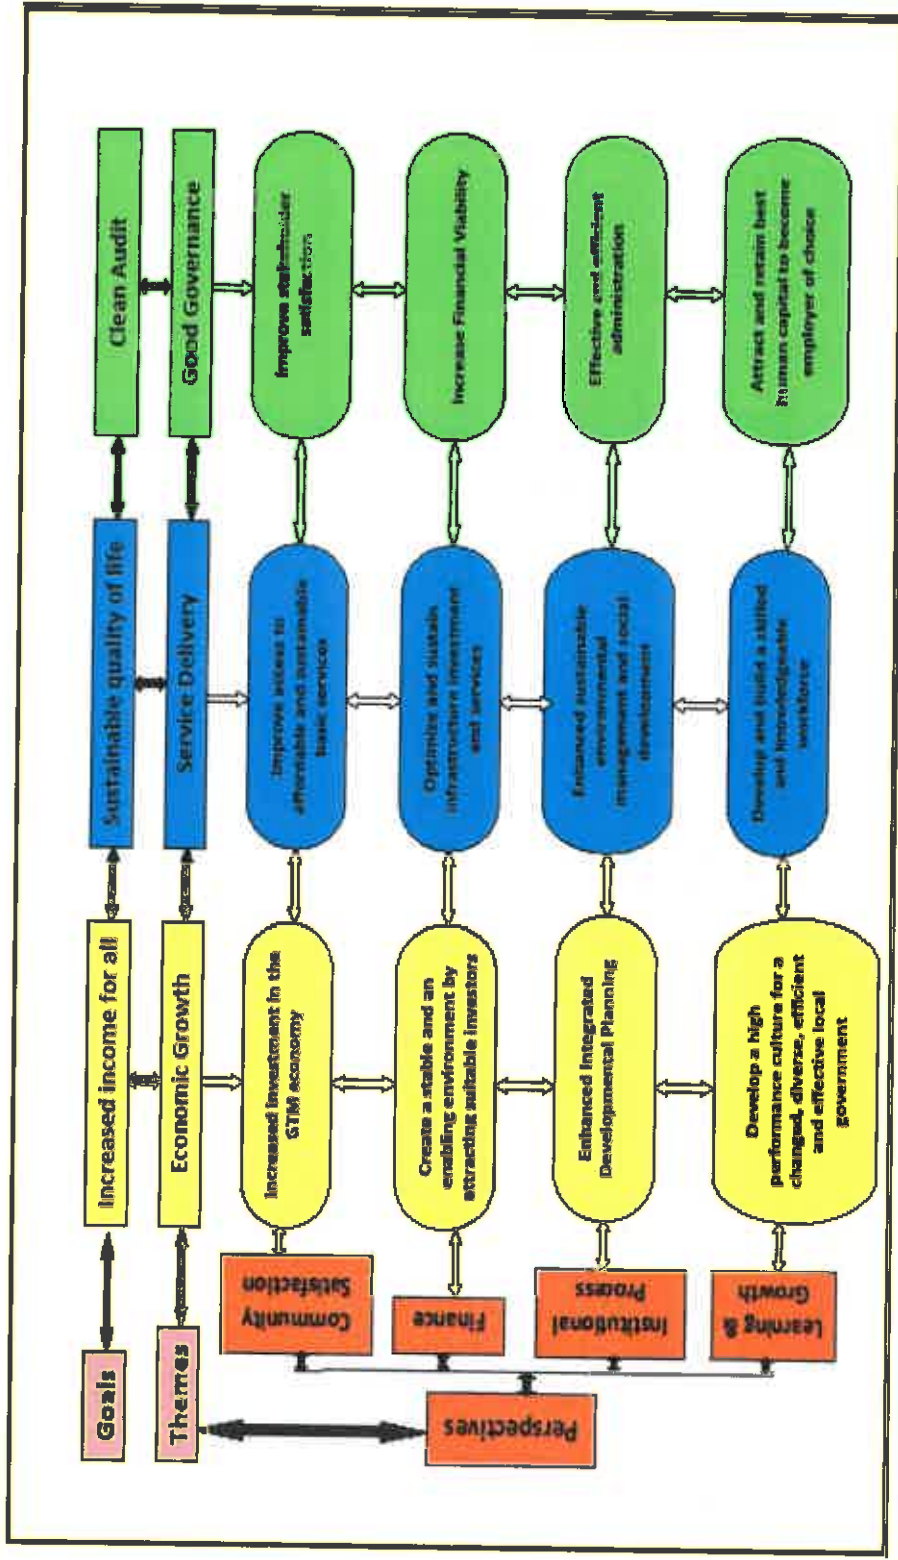 Goals
Increased income for all
Sustainable quality of life
Clean Audit
Themes
Economic Growth
Service Delivery
Good Governance
Perspectives
Community
Satisfaction
Increased investment in the
GTM economy
Improve access to
affordable and sustainable
basic services
Improve stakeholder
satisfaction
Finance
Create a stable and an
enabling environment by
attracting suitable investors
Optimize and sustain
infrastructure investment
and services
Increase Financial Viability
Institutional
Process
Enhanced Integrated
Developmental Planning
Enhanced sustainable
environmental
management and local
development
Effective and efficient
administration
Learning &
Growth
Develop a high
performance culture for a
changed, diverse, efficient
and effective local
government
Develop and build a skilled
and knowledgeable
workforce
Attract and retain best
human capital to become
employer of choice